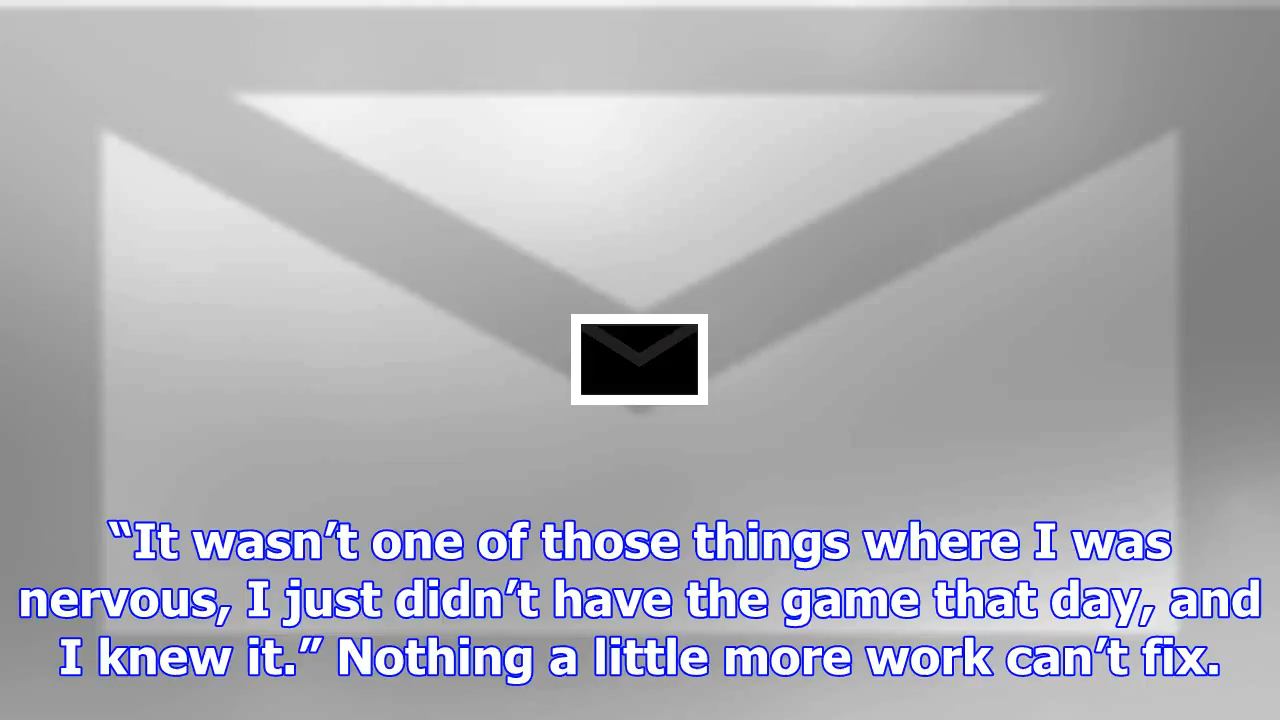 “It wasn’t one of those things where I was
nervous, I just didn’t have the game that day, and
I knew it.” Nothing a little more work can’t fix.